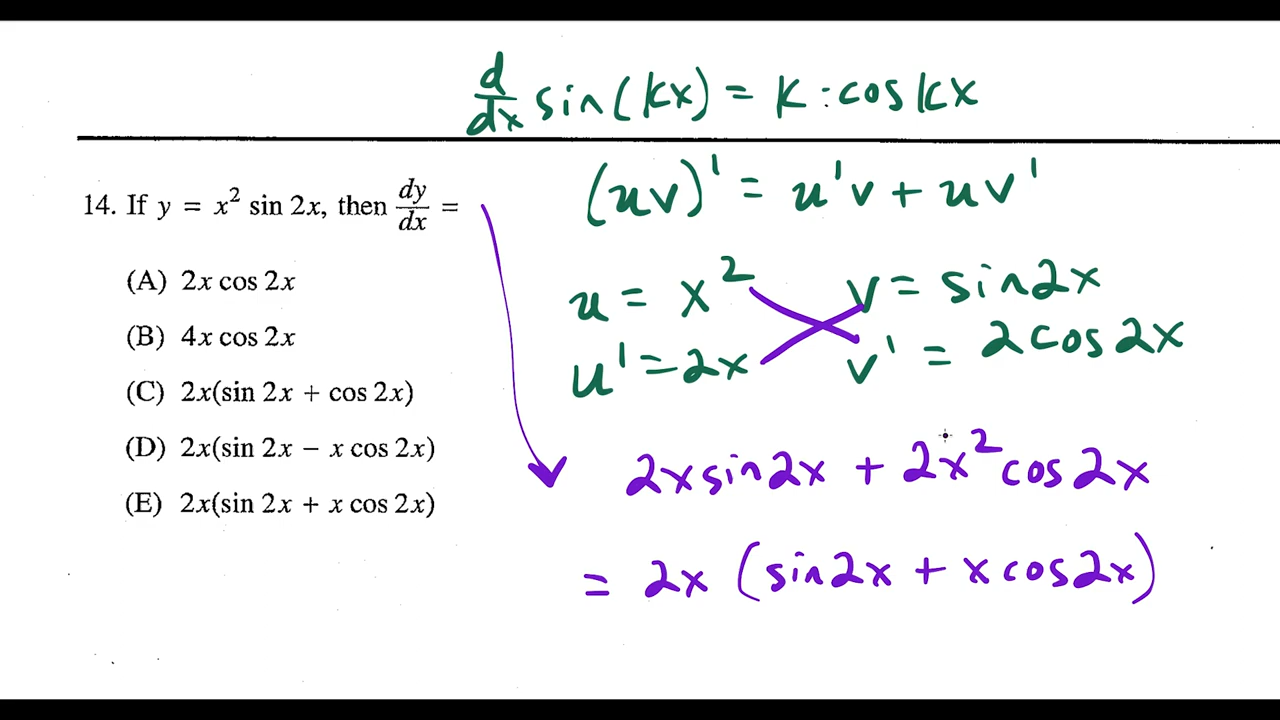 d/dx sin(kx) = k · cos kx
14. If y = x² sin 2x, then dy/dx =
(A) 2x cos 2x
(B) 4x cos 2x
(C) 2x(sin 2x + cos 2x)
(D) 2x(sin 2x − x cos 2x)
(E) 2x(sin 2x + x cos 2x)
(uv)' = u'v + uv'
u = x² v = sin2x
u' = 2x v' = 2cos2x
2xsin2x + 2x²cos2x
= 2x (sin2x + xcos2x)